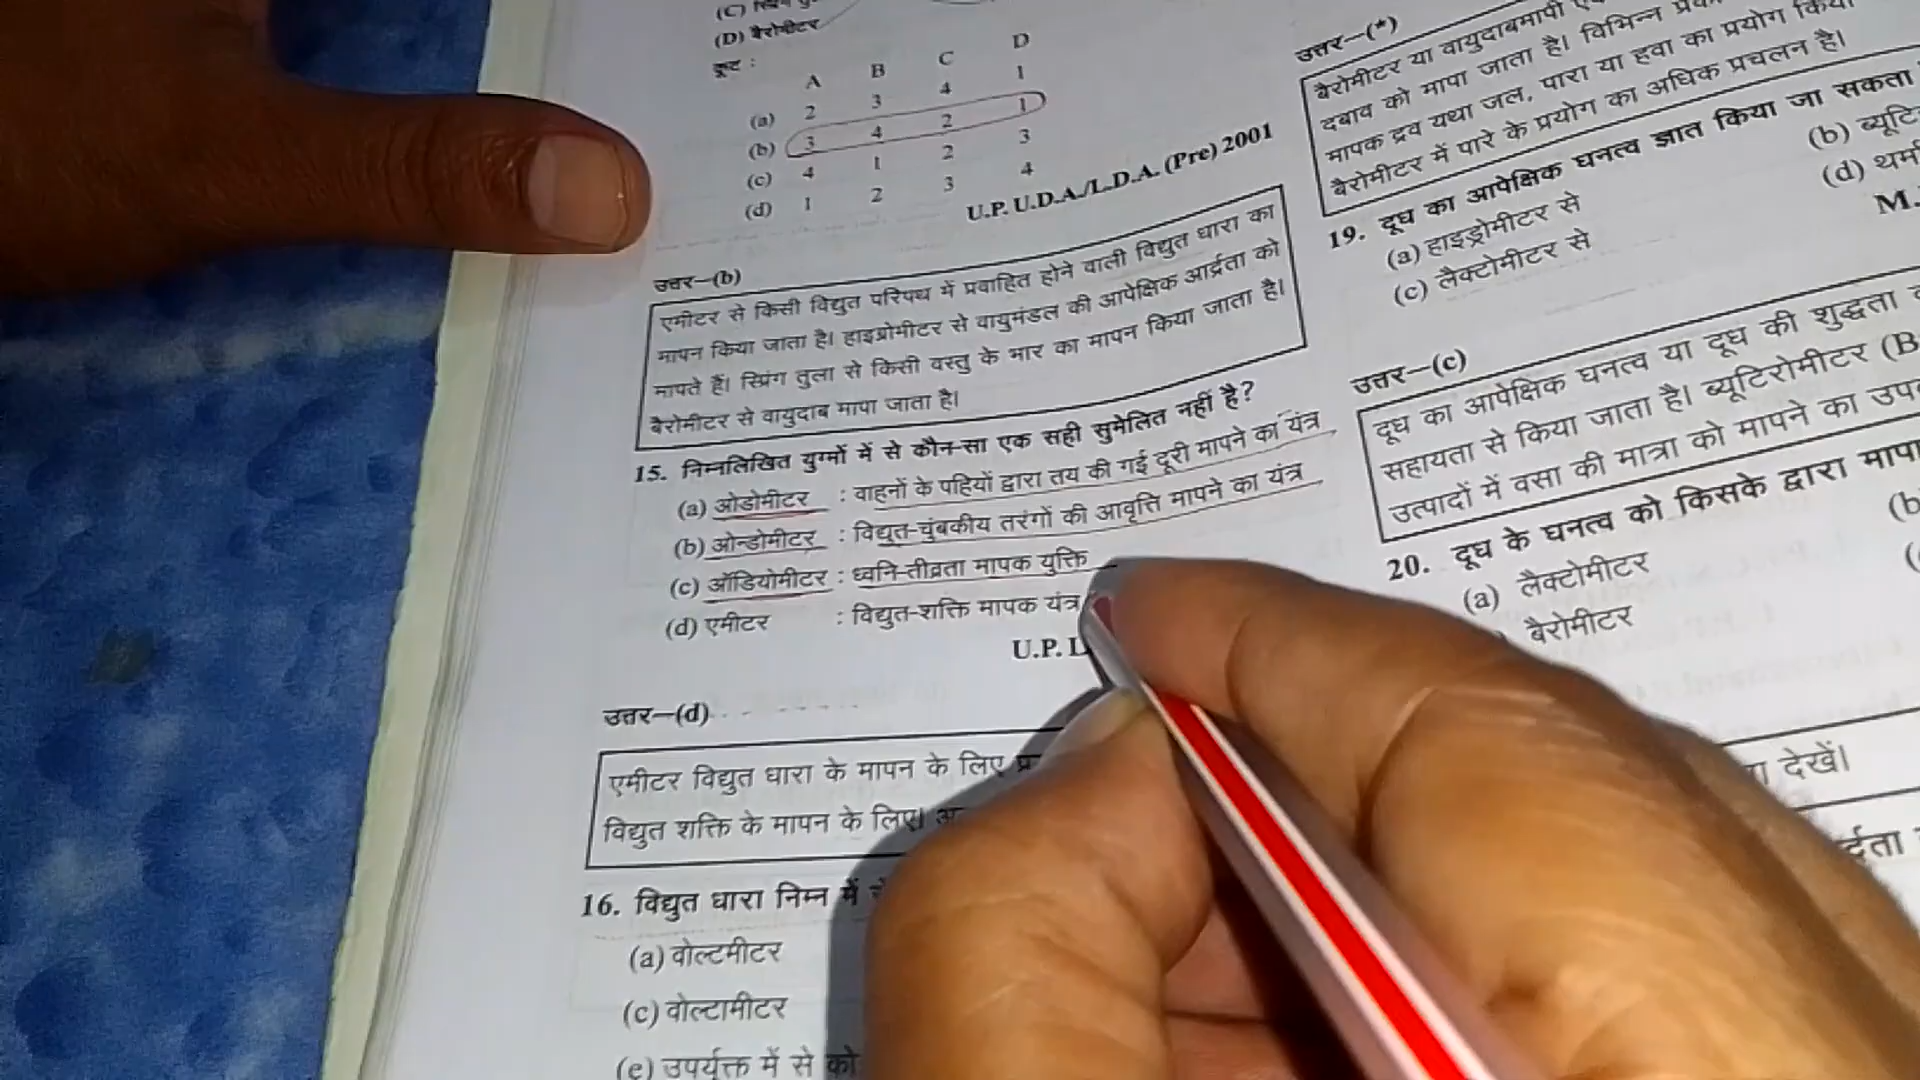 (D) बैरोमीटर
कूट :
A B C D
(a) 2 3 4 1
(b) 3 4 2 1
(c) 4 1 2 3
(d) 1 2 3 4
U.P. U.D.A./L.D.A. (Pre) 2001
उत्तर—(b)
एमीटर से किसी विद्युत परिपथ में प्रवाहित होने वाली विद्युत धारा का
मापन किया जाता है। हाइग्रोमीटर से वायुमंडल की आपेक्षिक आर्द्रता को
मापते हैं। स्प्रिंग तुला से किसी वस्तु के भार का मापन किया जाता है।
बैरोमीटर से वायुदाब मापा जाता है।
15. निम्नलिखित युग्मों में से कौन-सा एक सही सुमेलित नहीं है?
(a) ओडोमीटर : वाहनों के पहियों द्वारा तय की गई दूरी मापने का यंत्र
(b) ओन्डोमीटर : विद्युत-चुंबकीय तरंगों की आवृत्ति मापने का यंत्र
(c) ऑडियोमीटर : ध्वनि-तीव्रता मापक युक्ति
(d) एमीटर : विद्युत-शक्ति मापक यंत्र
U.P.
उत्तर—(d)
एमीटर विद्युत धारा के मापन के लिए
विद्युत शक्ति के मापन के लिए।
16. विद्युत धारा निम्न में
(a) वोल्टमीटर
(c) वोल्टामीटर
(e) उपर्युक्त में से को
उत्तर—(*)
बैरोमीटर या वायुदाबमापी
दबाव को मापा जाता है। विभिन्न
मापक द्रव यथा जल, पारा या हवा का प्रयोग किया
बैरोमीटर में पारे के प्रयोग का अधिक प्रचलन है।
19. दूध का आपेक्षिक घनत्व ज्ञात किया जा सकता
(a) हाइड्रोमीटर से (b)
(c) लैक्टोमीटर से (d)
M.
उत्तर—(c)
दूध का आपेक्षिक घनत्व या दूध की शुद्धता
सहायता से किया जाता है। ब्यूटिरोमीटर (B
उत्पादों में वसा की मात्रा को मापने का
20. दूध के घनत्व को किसके द्वारा मापा
(a) लैक्टोमीटर (b
बैरोमीटर
देखें।